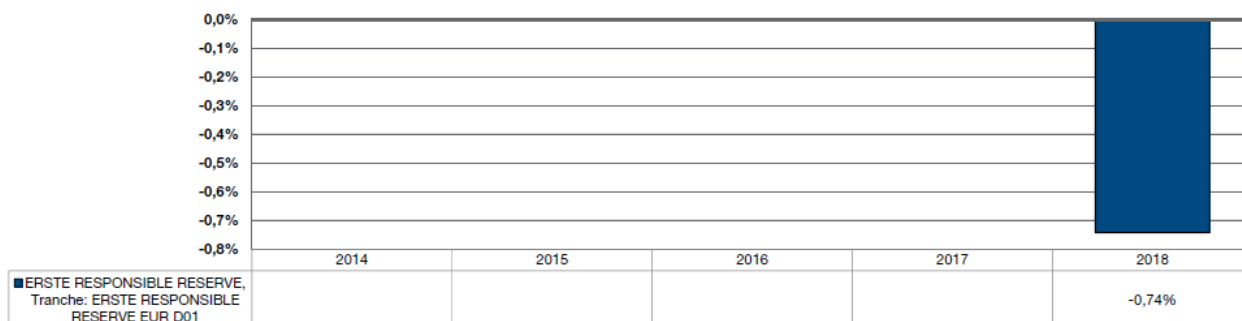 0,0%
-0,1%
-0,2%
-0,3%
-0,4%
-0,5%
-0,6%
-0,7%
-0,8%
2014 2015 2016 2017 2018
ERSTE RESPONSIBLE RESERVE,
Tranche: ERSTE RESPONSIBLE
RESERVE EUR D01
-0,74%